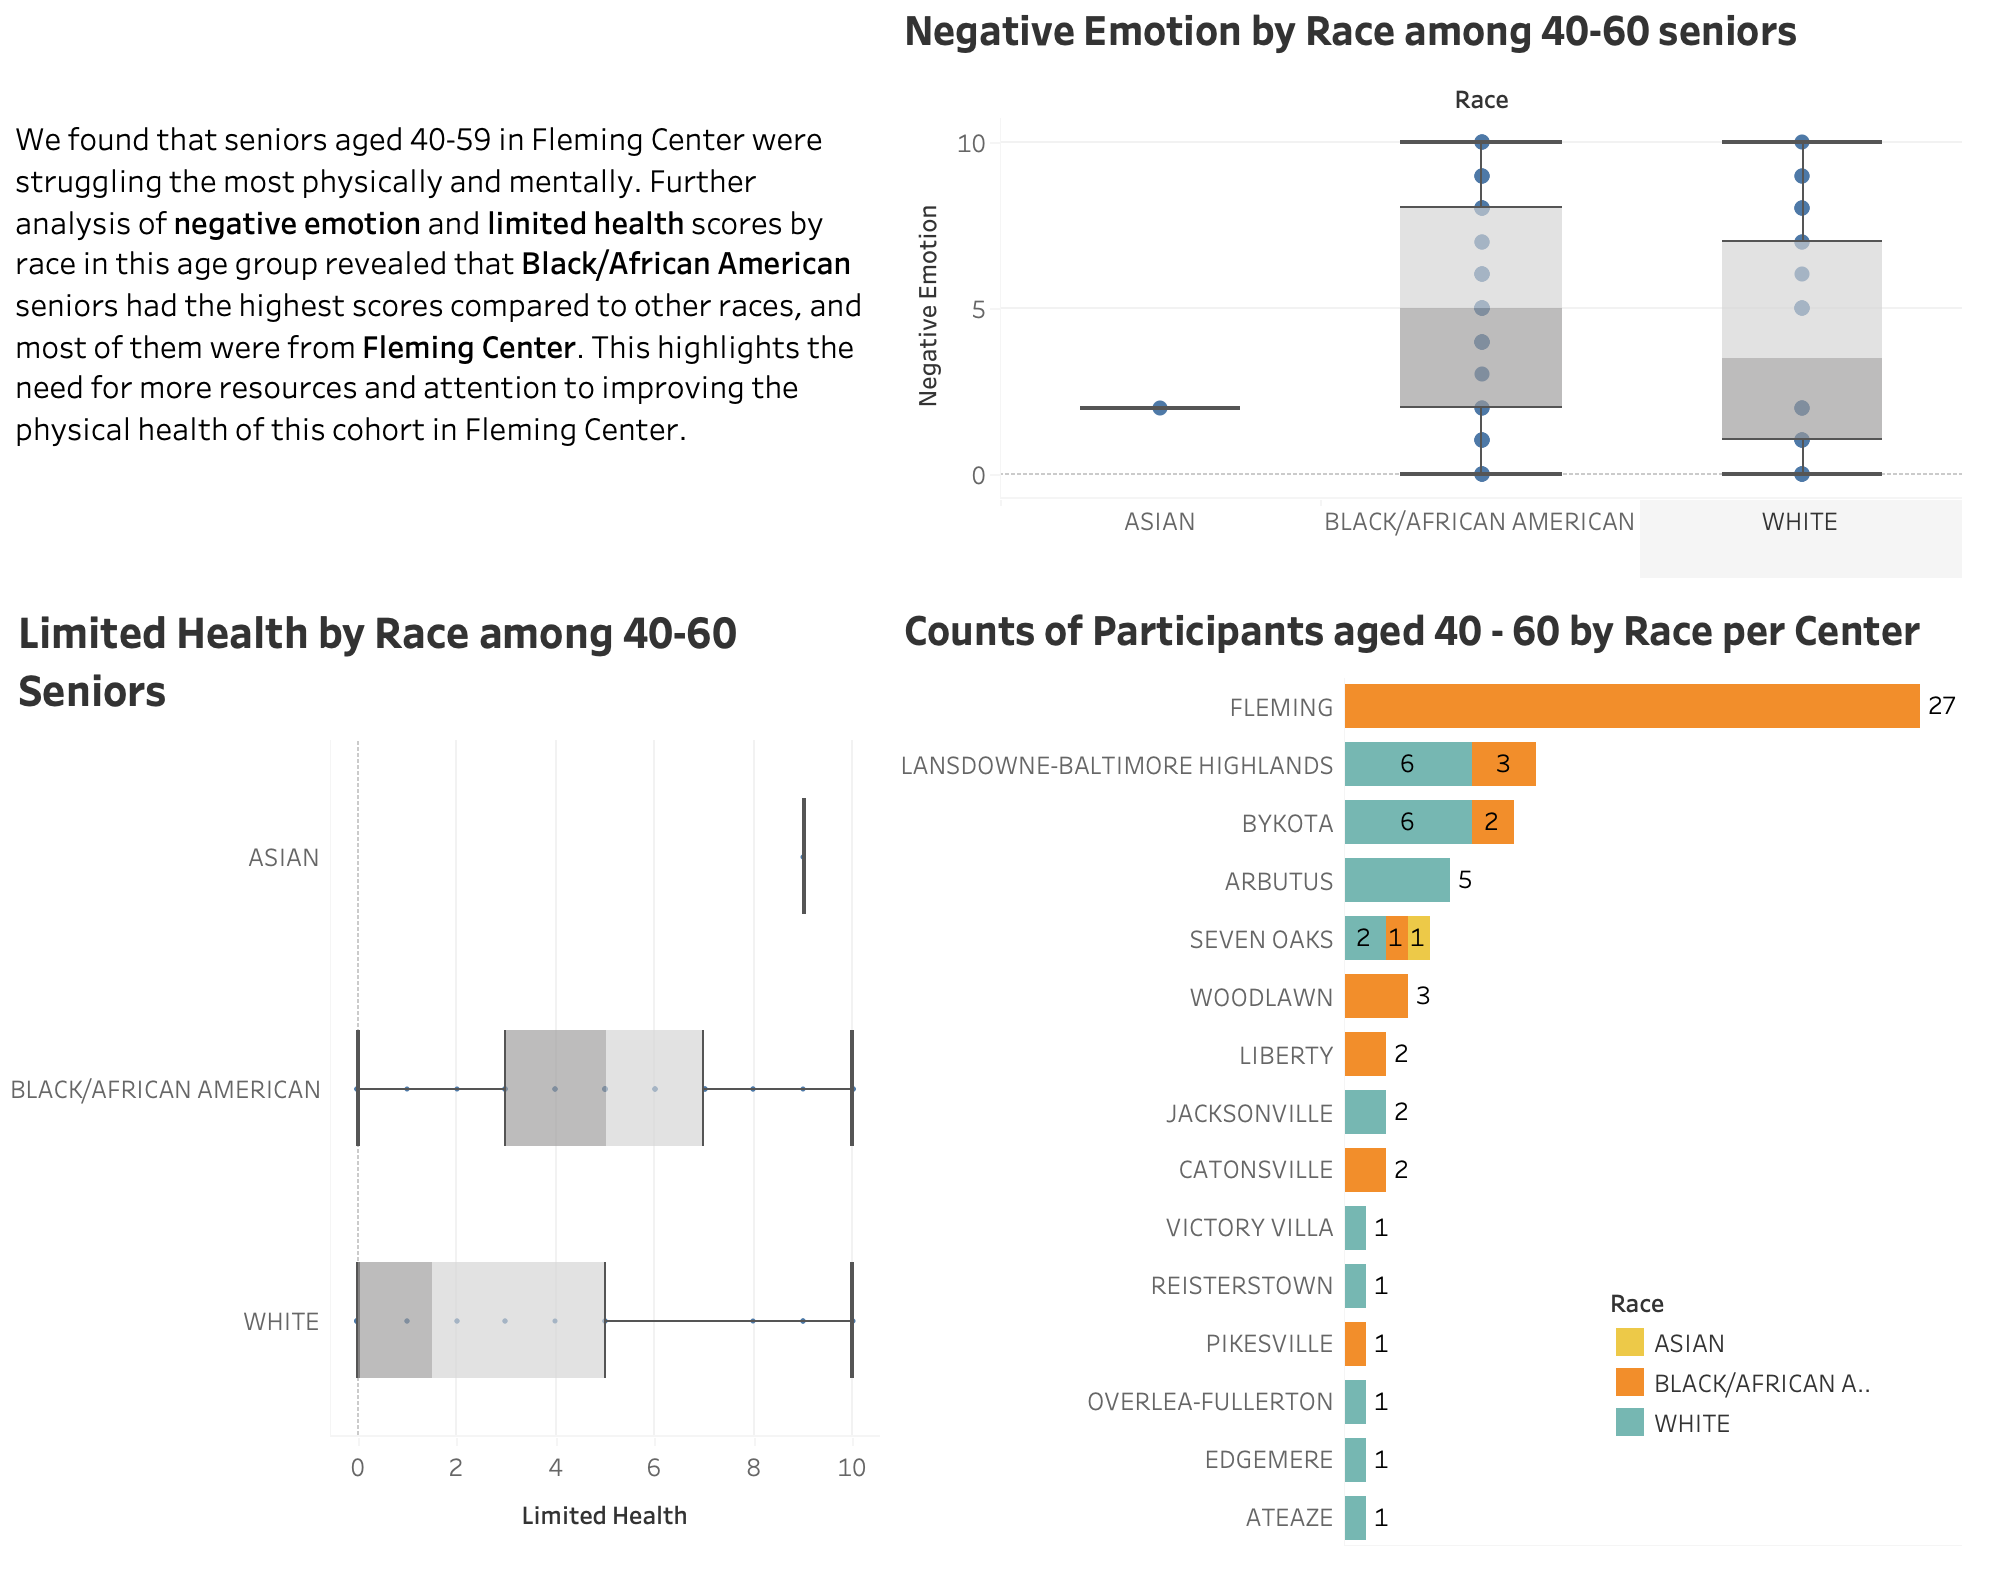 We found that seniors aged 40-59 in Fleming Center were
struggling the most physically and mentally. Further
analysis of negative emotion and limited health scores by
race in this age group revealed that Black/African American
seniors had the highest scores compared to other races, and
most of them were from Fleming Center. This highlights the
need for more resources and attention to improving the
physical health of this cohort in Fleming Center.
Negative Emotion by Race among 40-60 seniors
Race
Negative Emotion
10
5
0
ASIAN
BLACK/AFRICAN AMERICAN
WHITE
Limited Health by Race among 40-60
Seniors
ASIAN
BLACK/AFRICAN AMERICAN
WHITE
0 2 4 6 8 10
Limited Health
Counts of Participants aged 40 - 60 by Race per Center
FLEMING 27
LANSDOWNE-BALTIMORE HIGHLANDS 6 3
BYKOTA 6 2
ARBUTUS 5
SEVEN OAKS 2 1 1
WOODLAWN 3
LIBERTY 2
JACKSONVILLE 2
CATONSVILLE 2
VICTORY VILLA 1
REISTERSTOWN 1
PIKESVILLE 1
OVERLEA-FULLERTON 1
EDGEMERE 1
ATEAZE 1
Race
ASIAN
BLACK/AFRICAN A..
WHITE